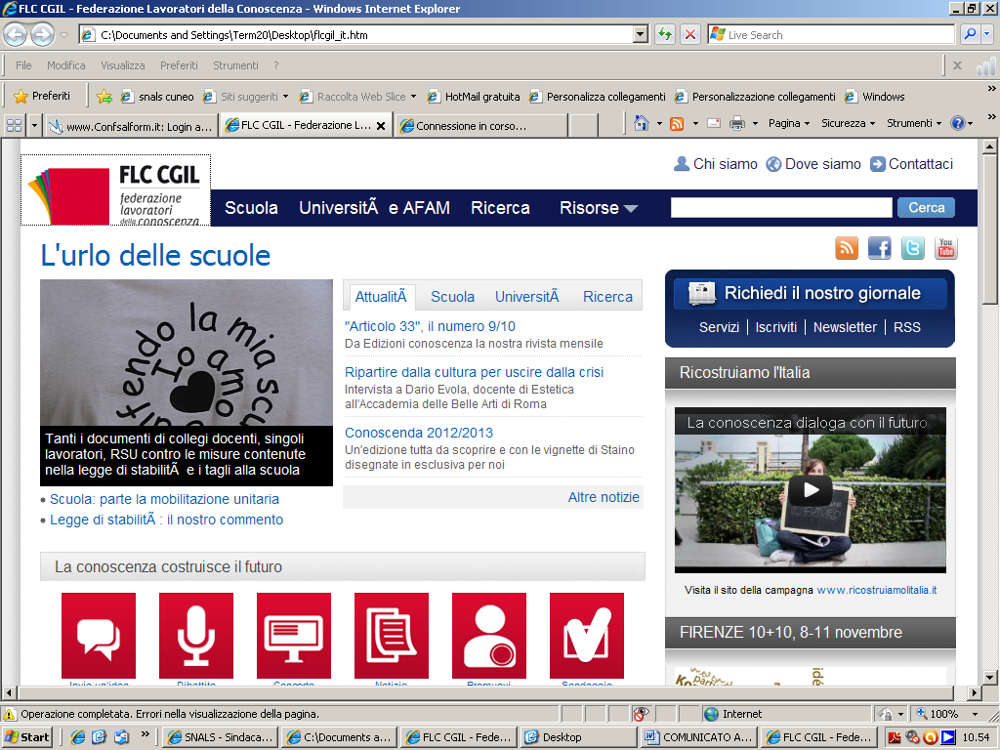 FLC CGIL - Federazione Lavoratori della Conoscenza - Windows Internet Explorer
C:\Documents and Settings\Term20\Desktop\flcgil_it.htm
Live Search
File Modifica Visualizza Preferiti Strumenti ?
Preferiti snals cuneo Siti suggeriti Raccolta Web Slice HotMail gratuita Personalizza collegamenti Personalizzazione collegamenti Windows
www.Confsalform.it: Login a... FLC CGIL - Federazione L... Connessione in corso... Pagina Sicurezza Strumenti
Chi siamo Dove siamo Contattaci
FLC CGIL
federazione
lavoratori
della conoscenza
Scuola UniversitÃ e AFAM Ricerca Risorse Cerca
L'urlo delle scuole
You
Tube
AttualitÃ Scuola UniversitÃ Ricerca
"Articolo 33", il numero 9/10
Da Edizioni conoscenza la nostra rivista mensile
Ripartire dalla cultura per uscire dalla crisi
Intervista a Dario Evola, docente di Estetica
all'Accademia delle Belle Arti di Roma
Conoscenda 2012/2013
Un'edizione tutta da scoprire e con le vignette di Staino
disegnate in esclusiva per noi
Altre notizie
Io amo
la mia
Tanti i documenti di collegi docenti, singoli
lavoratori, RSU contro le misure contenute
nella legge di stabilitÃ e i tagli alla scuola
• Scuola: parte la mobilitazione unitaria
• Legge di stabilitÃ : il nostro commento
Richiedi il nostro giornale
Servizi | Iscriviti | Newsletter | RSS
Ricostruiamo l'Italia
La conoscenza dialoga con il futuro
IL FUTURO
Visita il sito della campagna www.ricostruiamolitalia.it
FIRENZE 10+10, 8-11 novembre
La conoscenza costruisce il futuro
Invia un'idea Dibattito Concerto Notizie Promuovi Sondaggio
Operazione completata. Errori nella visualizzazione della pagina. Internet 100%
Start SNALS - Sindaca... C:\Documents a... FLC CGIL - Fede... Desktop COMUNICATO A... FLC CGIL - Fede... 10.54